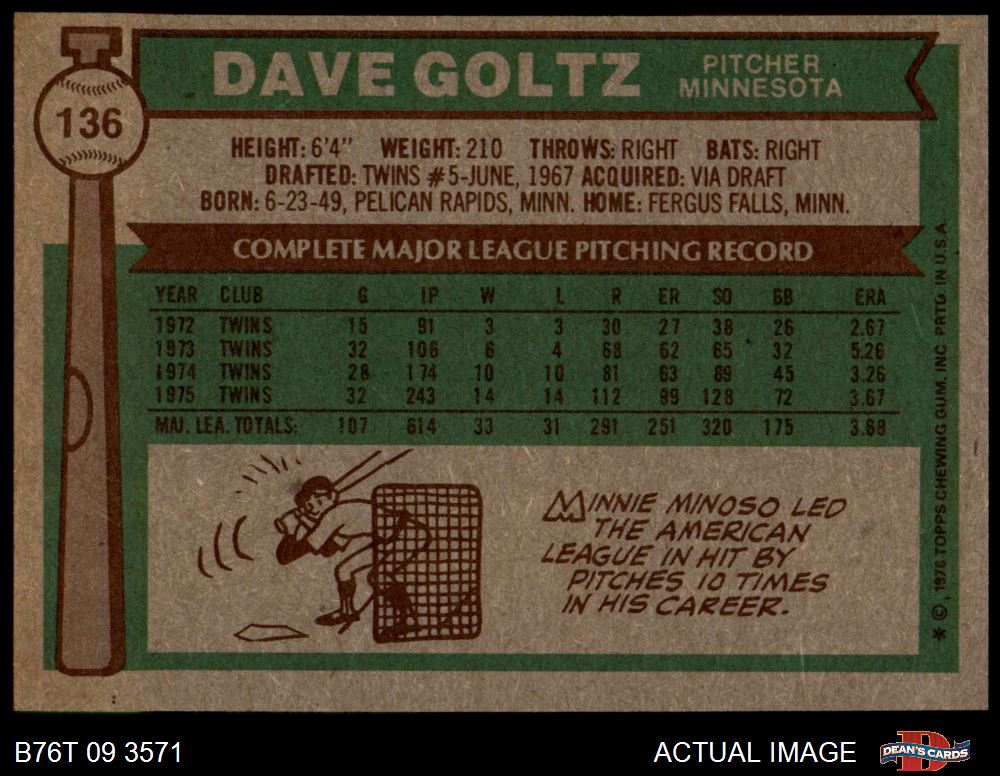 DAVE GOLTZ
PITCHER
MINNESOTA
136
HEIGHT: 6'4" WEIGHT: 210 THROWS: RIGHT BATS: RIGHT
DRAFTED: TWINS #5-JUNE, 1967 ACQUIRED: VIA DRAFT
BORN: 6-23-49, PELICAN RAPIDS, MINN. HOME: FERGUS FALLS, MINN.
COMPLETE MAJOR LEAGUE PITCHING RECORD
YEAR CLUB G IP W L R ER SO BB ERA
1972 TWINS 15 91 3 3 30 27 38 26 2.67
1973 TWINS 32 106 6 4 68 62 65 32 5.26
1974 TWINS 28 174 10 10 81 63 89 45 3.26
1975 TWINS 32 243 14 14 112 99 128 72 3.67
MAJ. LEA. TOTALS: 107 614 33 31 291 251 320 175 3.68
MINNIE MINOSO LED
THE AMERICAN
LEAGUE IN HIT BY
PITCHES 10 TIMES
IN HIS CAREER.
* ©, 1976 TOPPS CHEWING GUM, INC. PRTD. IN U.S.A.
B76T 09 3571
ACTUAL IMAGE
DEAN'S CARDS